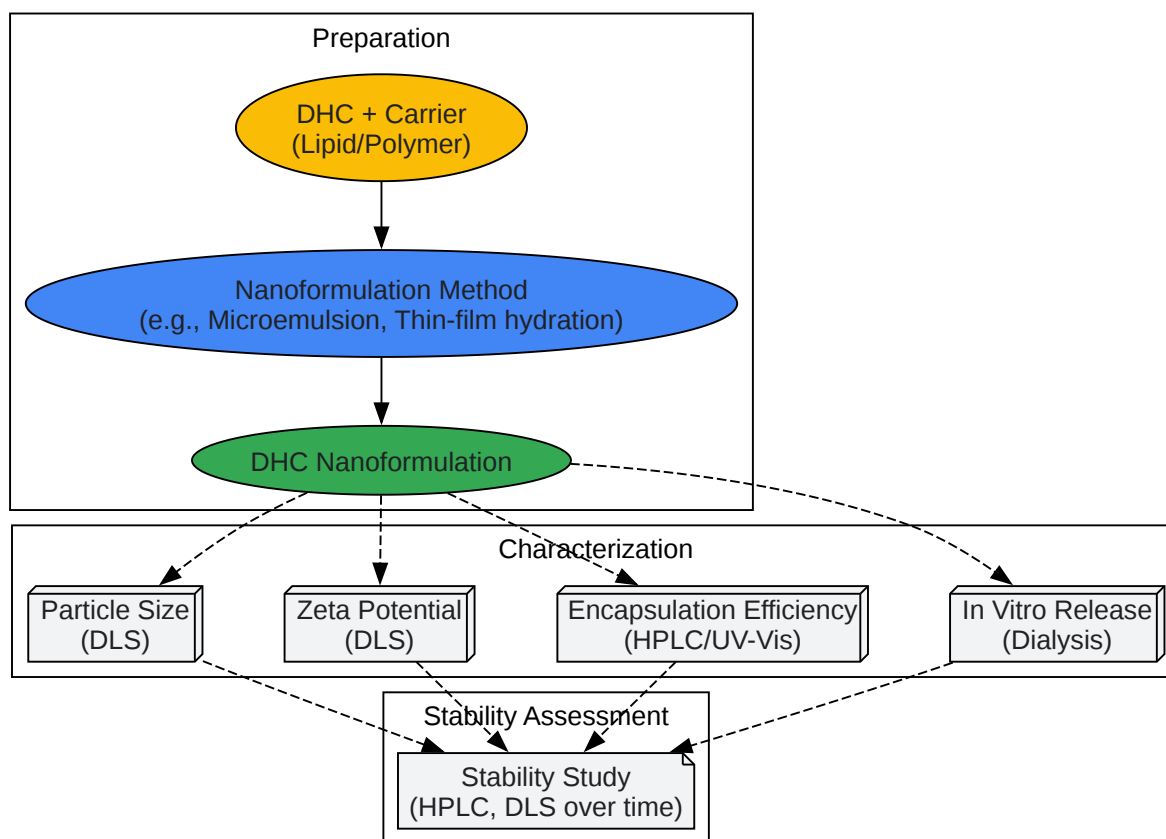 Preparation
DHC + Carrier
(Lipid/Polymer)
Nanoformulation Method
(e.g., Microemulsion, Thin-film hydration)
DHC Nanoformulation
Characterization
Particle Size
(DLS)
Zeta Potential
(DLS)
Encapsulation Efficiency
(HPLC/UV-Vis)
In Vitro Release
(Dialysis)
Stability Assessment
Stability Study
(HPLC, DLS over time)